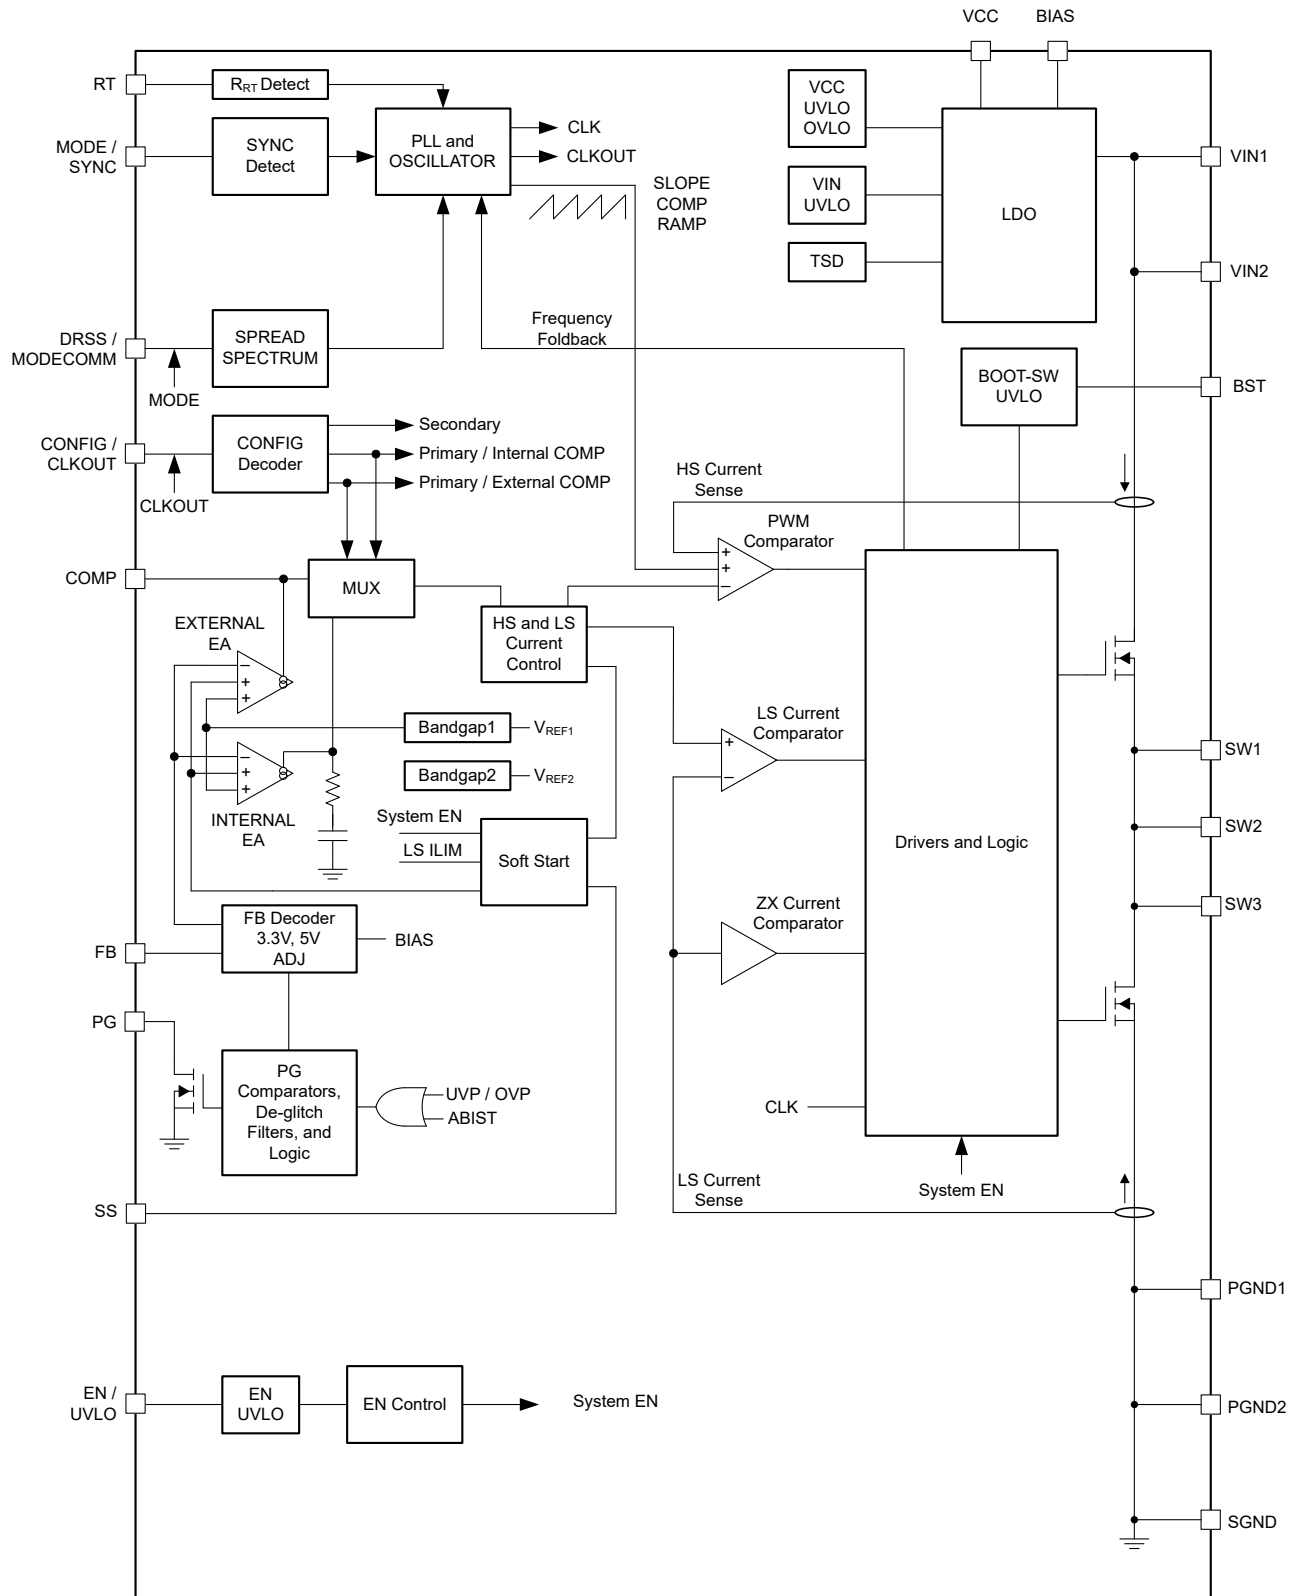 VCC
BIAS
RT
R_RT Detect
MODE /
SYNC
SYNC
Detect
PLL and
OSCILLATOR
CLK
CLKOUT
SLOPE
COMP
RAMP
VCC
UVLO
OVLO
VIN
UVLO
TSD
LDO
VIN1
VIN2
DRSS /
MODECOMM
SPREAD
SPECTRUM
MODE
Frequency
Foldback
BOOT-SW
UVLO
BST
CONFIG /
CLKOUT
CONFIG
Decoder
CLKOUT
Secondary
Primary / Internal COMP
Primary / External COMP
HS Current
Sense
PWM
Comparator
COMP
MUX
EXTERNAL
EA
HS and LS
Current
Control
Bandgap1
VREF1
Bandgap2
VREF2
INTERNAL
EA
System EN
LS ILIM
Soft Start
LS Current
Comparator
Drivers and Logic
SW1
SW2
SW3
ZX Current
Comparator
FB Decoder
3.3V, 5V
ADJ
BIAS
FB
PG
PG
Comparators,
De-glitch
Filters, and
Logic
UVP / OVP
ABIST
CLK
System EN
LS Current
Sense
SS
PGND1
EN /
UVLO
EN
UVLO
EN Control
System EN
PGND2
SGND